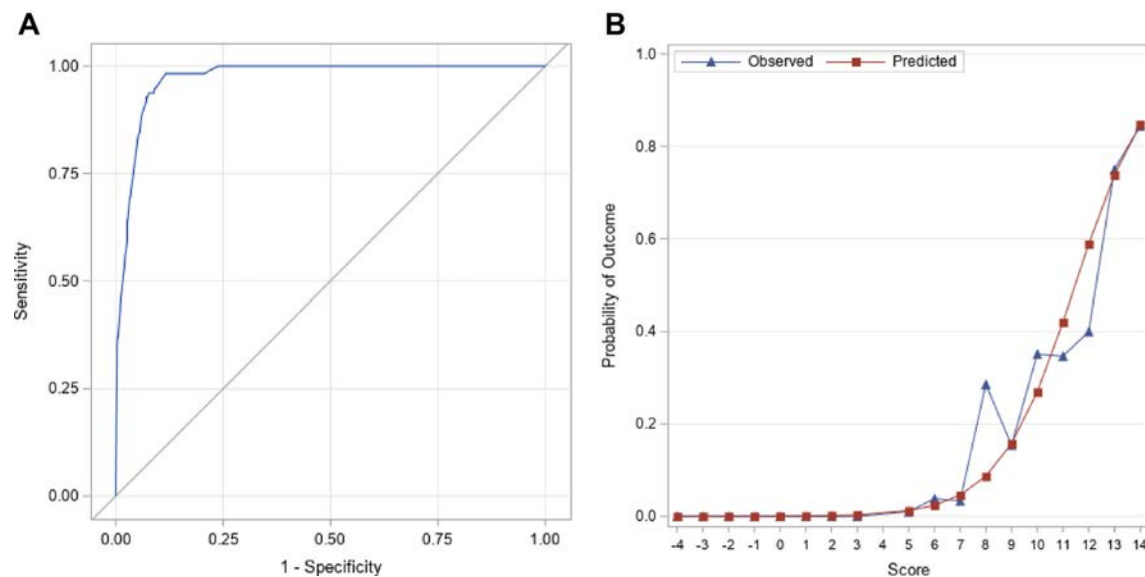 A
1.00
0.75
0.50
0.25
0.00
Sensitivity
0.00 0.25 0.50 0.75 1.00
1 - Specificity
B
Observed Predicted
1.0
0.8
0.6
0.4
0.2
0.0
Probability of Outcome
-4 -3 -2 -1 0 1 2 3 4 5 6 7 8 9 10 11 12 13 14
Score